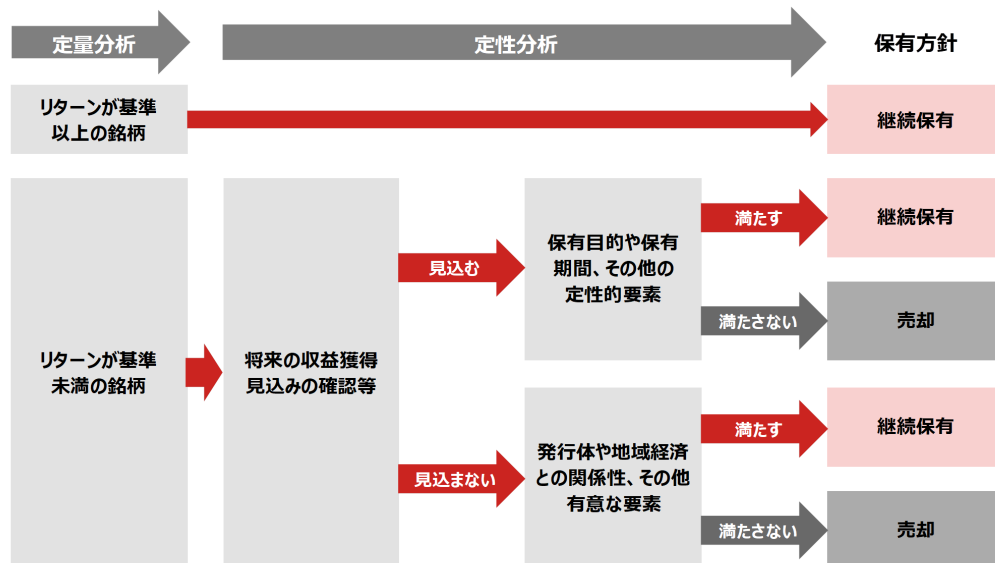 定量分析
定性分析
保有方針
リターンが基準
以上の銘柄
継続保有
リターンが基準
未満の銘柄
将来の収益獲得
見込みの確認等
見込む
保有目的や保有
期間、その他の
定性的要素
満たす
継続保有
満たさない
売却
見込まない
発行体や地域経済
との関係性、その他
有意な要素
満たす
継続保有
満たさない
売却